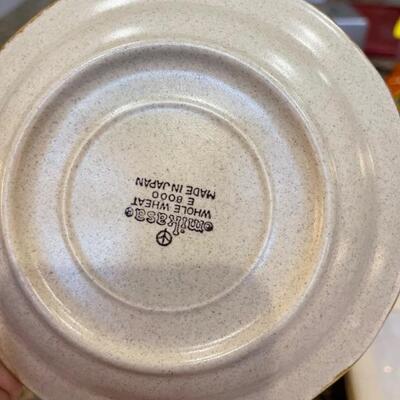 mikasa
WHOLE WHEAT
E 8000
MADE IN JAPAN